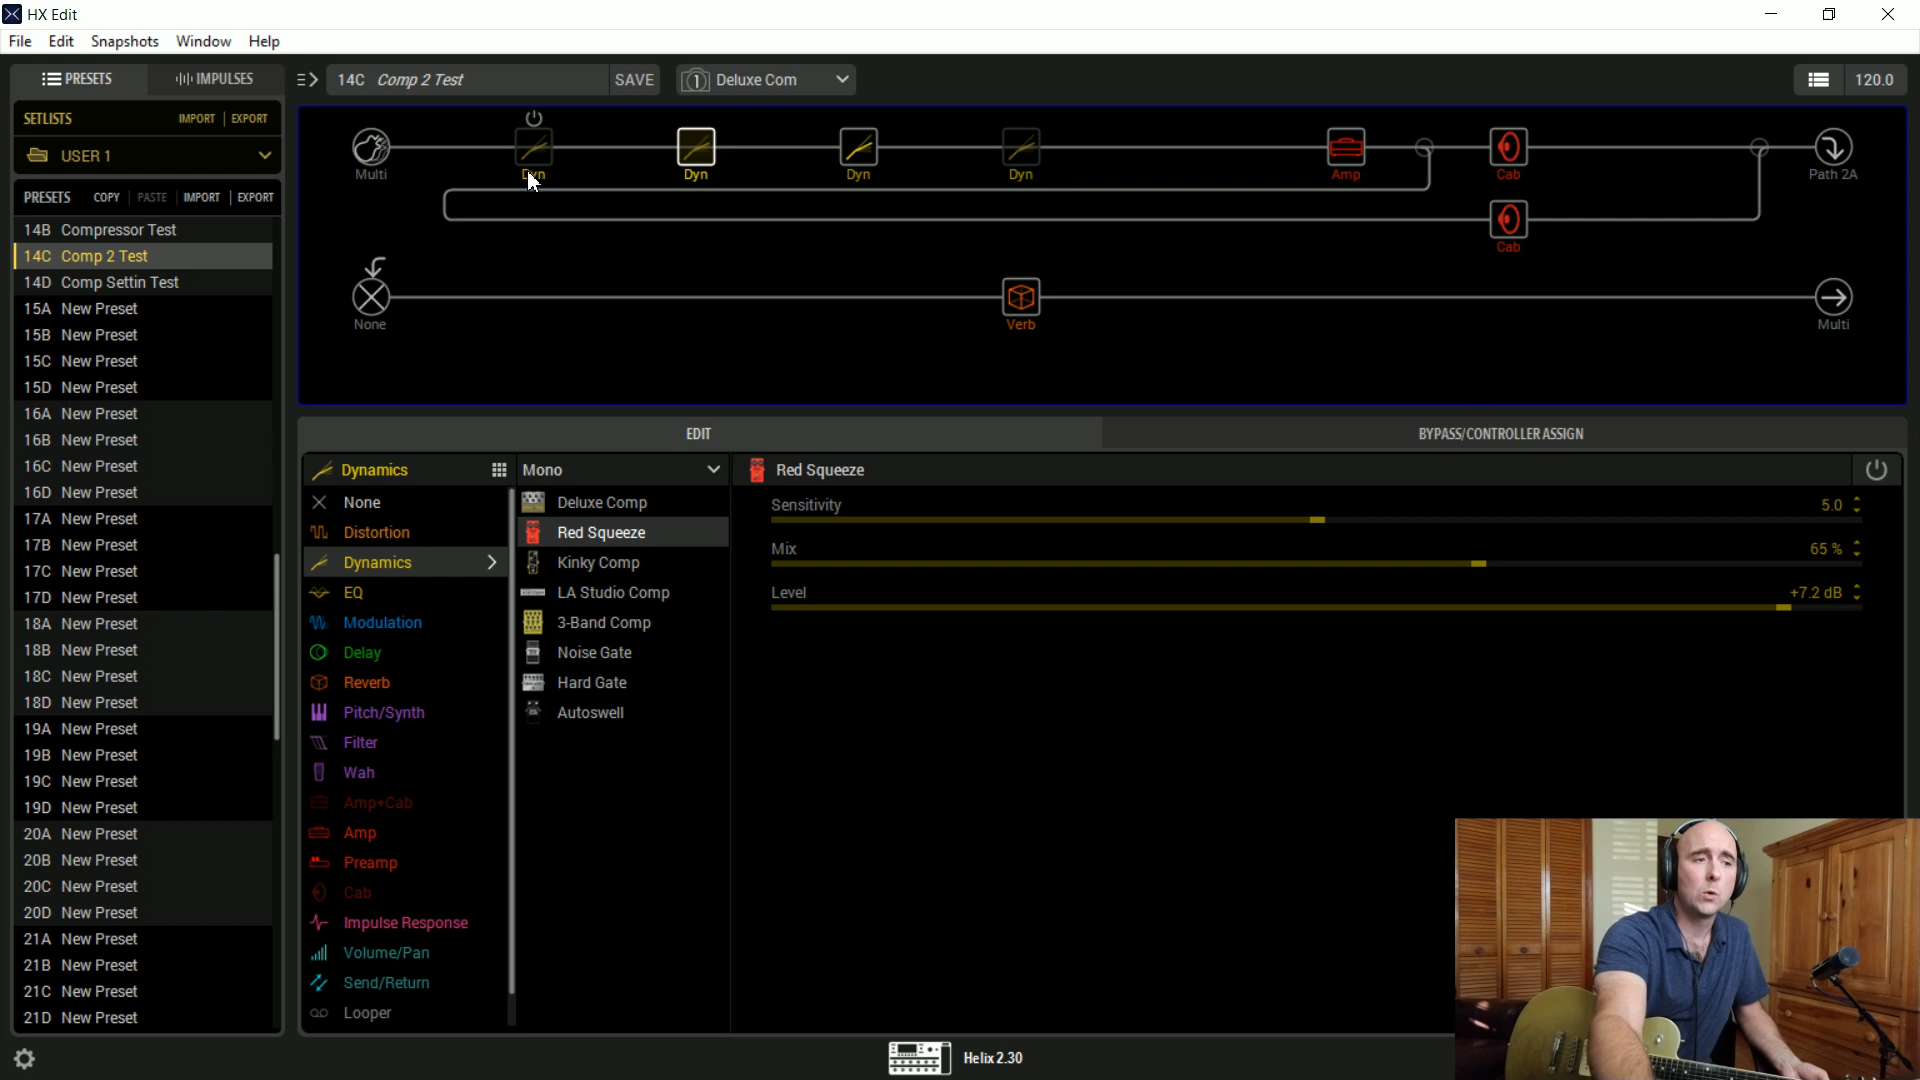 HX Edit
File Edit Snapshots Window Help
PRESETS IMPULSES
14C Comp 2 Test SAVE 1 Deluxe Com 120.0
SETLISTS IMPORT EXPORT
USER 1
PRESETS COPY PASTE IMPORT EXPORT
14B Compressor Test
14C Comp 2 Test
14D Comp Settin Test
15A New Preset
15B New Preset
15C New Preset
15D New Preset
16A New Preset
16B New Preset
16C New Preset
16D New Preset
17A New Preset
17B New Preset
17C New Preset
17D New Preset
18A New Preset
18B New Preset
18C New Preset
18D New Preset
19A New Preset
19B New Preset
19C New Preset
19D New Preset
20A New Preset
20B New Preset
20C New Preset
20D New Preset
21A New Preset
21B New Preset
21C New Preset
21D New Preset
Multi Dyn Dyn Dyn Dyn Amp Cab Path 2A
Cab
None Verb Multi
EDIT BYPASS/CONTROLLER ASSIGN
Dynamics
None
Distortion
Dynamics
EQ
Modulation
Delay
Reverb
Pitch/Synth
Filter
Wah
Amp+Cab
Amp
Preamp
Cab
Impulse Response
Volume/Pan
Send/Return
Looper
Mono
Deluxe Comp
Red Squeeze
Kinky Comp
LA Studio Comp
3-Band Comp
Noise Gate
Hard Gate
Autoswell
Red Squeeze
Sensitivity 5.0
Mix 65 %
Level +7.2 dB
Helix 2.30